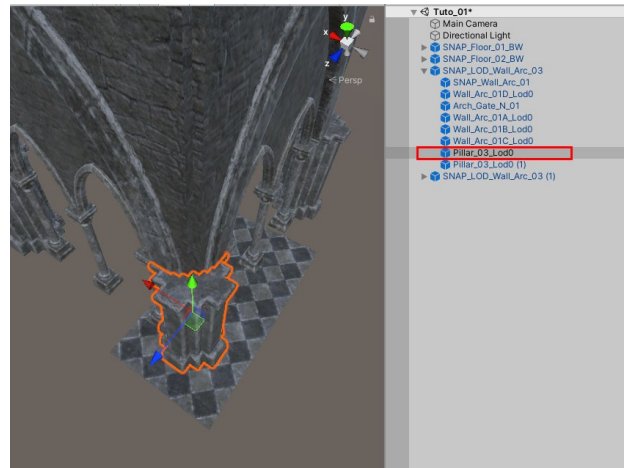 y
x
z
Persp
Tuto_01*
Main Camera
Directional Light
SNAP_Floor_01_BW
SNAP_Floor_02_BW
SNAP_LOD_Wall_Arc_03
SNAP_Wall_Arc_01
Wall_Arc_01D_Lod0
Arch_Gate_N_01
Wall_Arc_01A_Lod0
Wall_Arc_01B_Lod0
Wall_Arc_01C_Lod0
Pillar_03_Lod0
Pillar_03_Lod0 (1)
SNAP_LOD_Wall_Arc_03 (1)